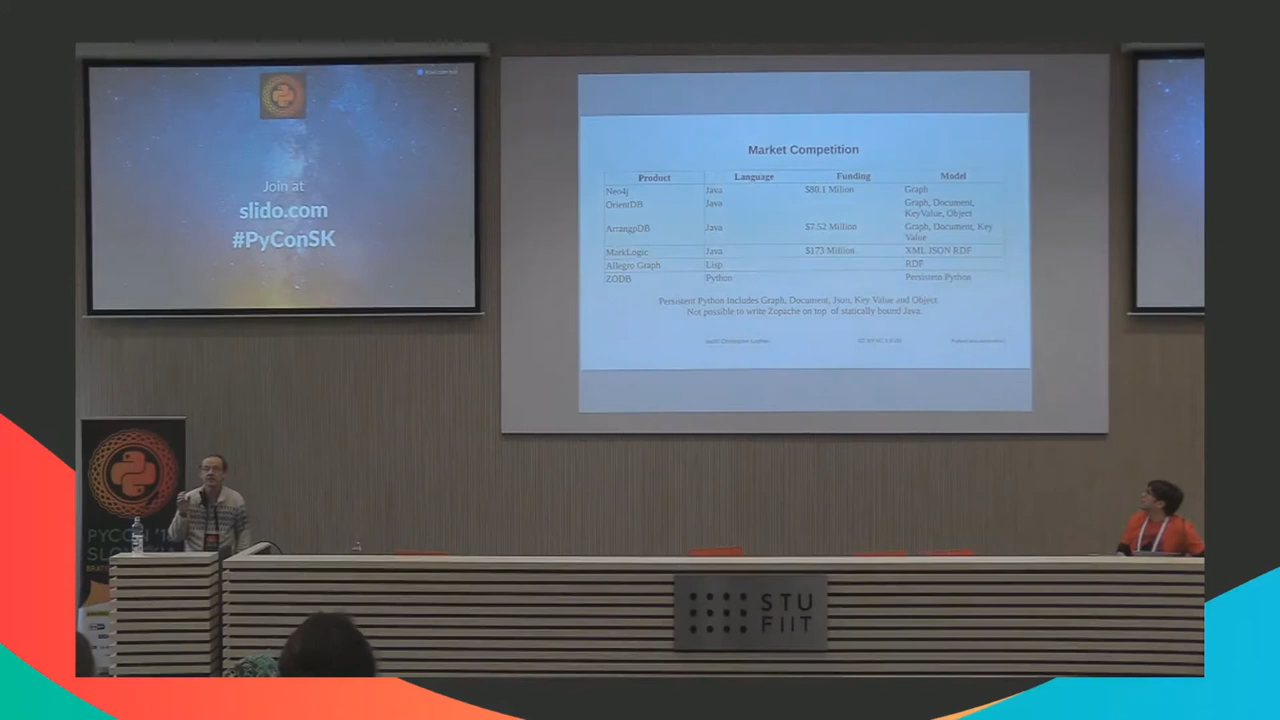 Join at
slido.com
#PyConSK
Market Competition
Product Language Funding Model
Neo4j Java $80.1 Milion Graph
OrientDB Java Graph, Document,
KeyValue, Object
ArrangoDB Java $7.52 Million Graph, Document, Key
Value
MarkLogic Java $173 Million XML JSON RDF
Allegro Graph Lisp RDF
ZODB Python Persistent Python
Persistent Python Includes Graph, Document, Json, Key Value and Object.
Not possible to write Zopache on top of statically bound Java.
PYCON
STU
FIIT